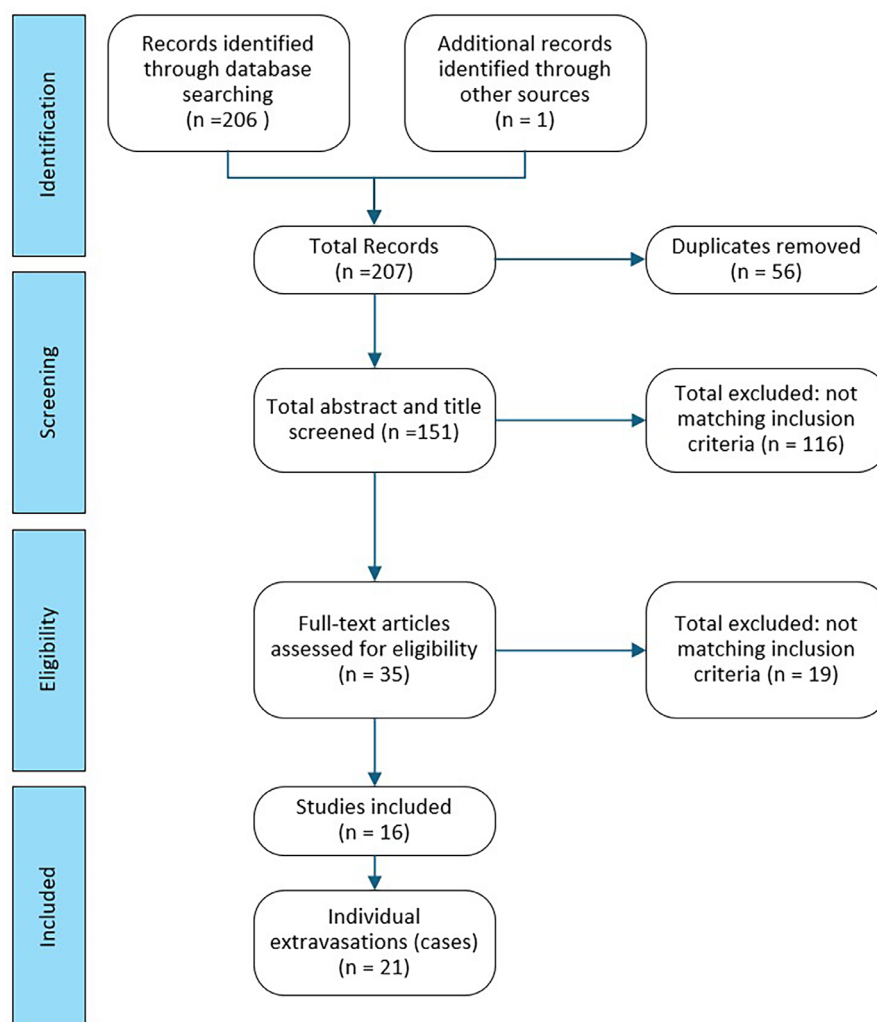 Identification
Records identified
through database
searching
(n =206 )
Additional records
identified through
other sources
(n = 1)
Total Records
(n =207)
Duplicates removed
(n = 56)
Screening
Total abstract and title
screened (n =151)
Total excluded: not
matching inclusion
criteria (n = 116)
Eligibility
Full-text articles
assessed for eligibility
(n = 35)
Total excluded: not
matching inclusion
criteria (n = 19)
Included
Studies included
(n = 16)
Individual
extravasations (cases)
(n = 21)